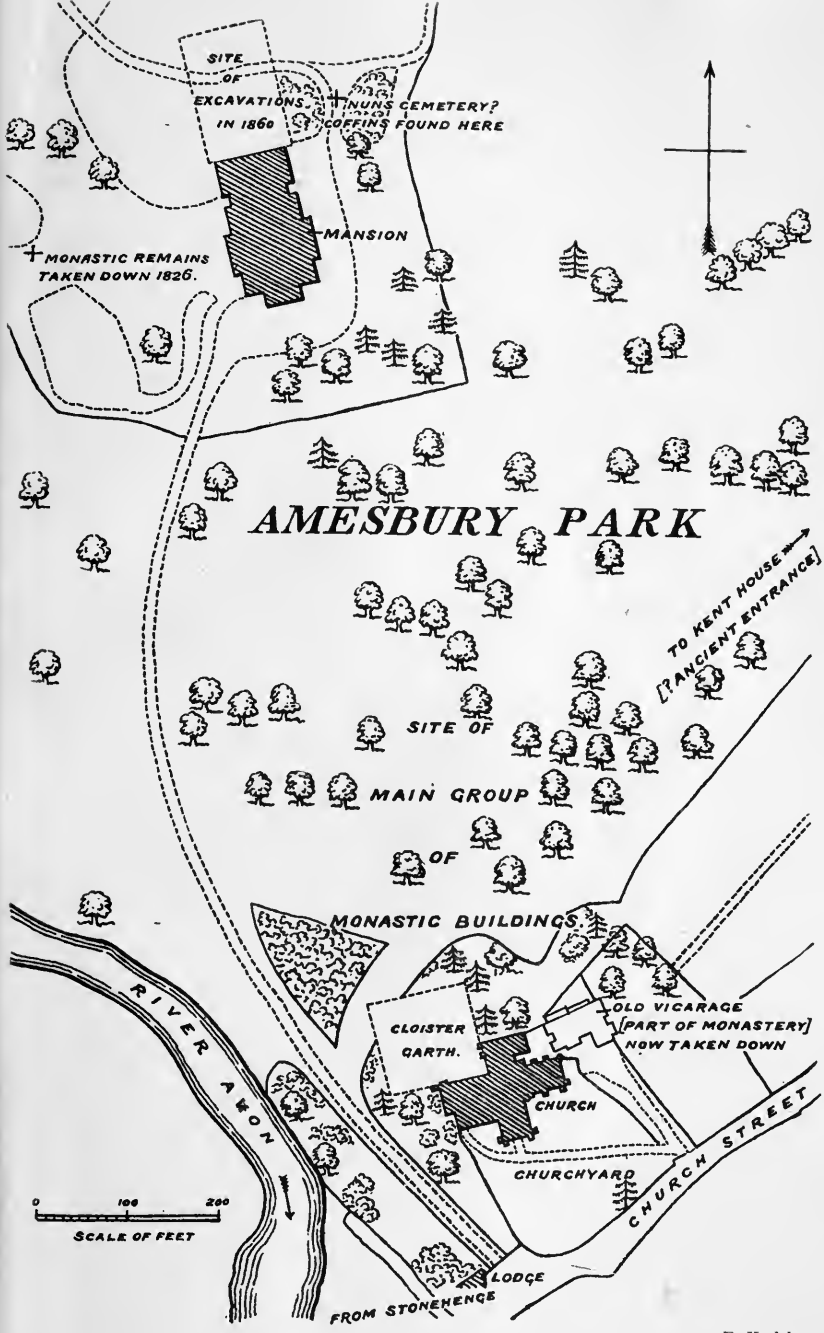 SITE
OF
EXCAVATIONS.
IN 1860
NUNS CEMETERY?
COFFINS FOUND HERE
MANSION
MONASTIC REMAINS
TAKEN DOWN 1826.
AMESBURY PARK
TO KENT HOUSE
[? ANCIENT ENTRANCE]
SITE OF
MAIN GROUP
OF
MONASTIC BUILDINGS
RIVER AVON
CLOISTER
GARTH.
OLD VICARAGE
[PART OF MONASTERY]
NOW TAKEN DOWN
CHURCH
CHURCHYARD
CHURCH STREET
0 100 200
SCALE OF FEET
LODGE
FROM STONEHENGE